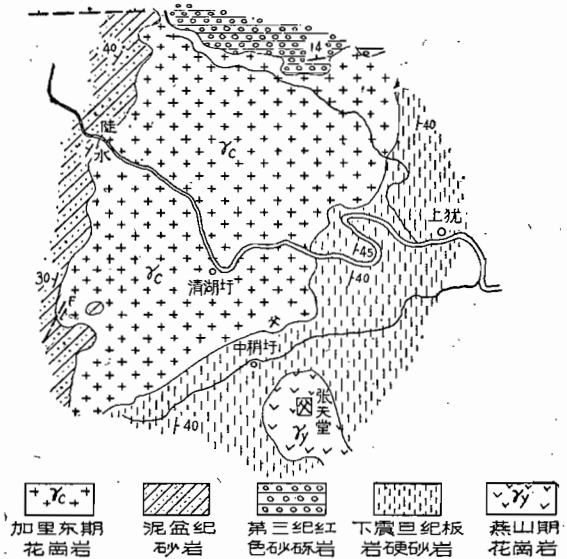 40
14
陡水
γc
40
上犹
45
40
30
γc
F
清湖圩
中稍圩
张天堂
γy
40
γc
γy
加里东期
花岗岩
泥盆纪
砂岩
第三纪红
色砂砾岩
下震旦纪板
岩硬砂岩
燕山期
花岗岩